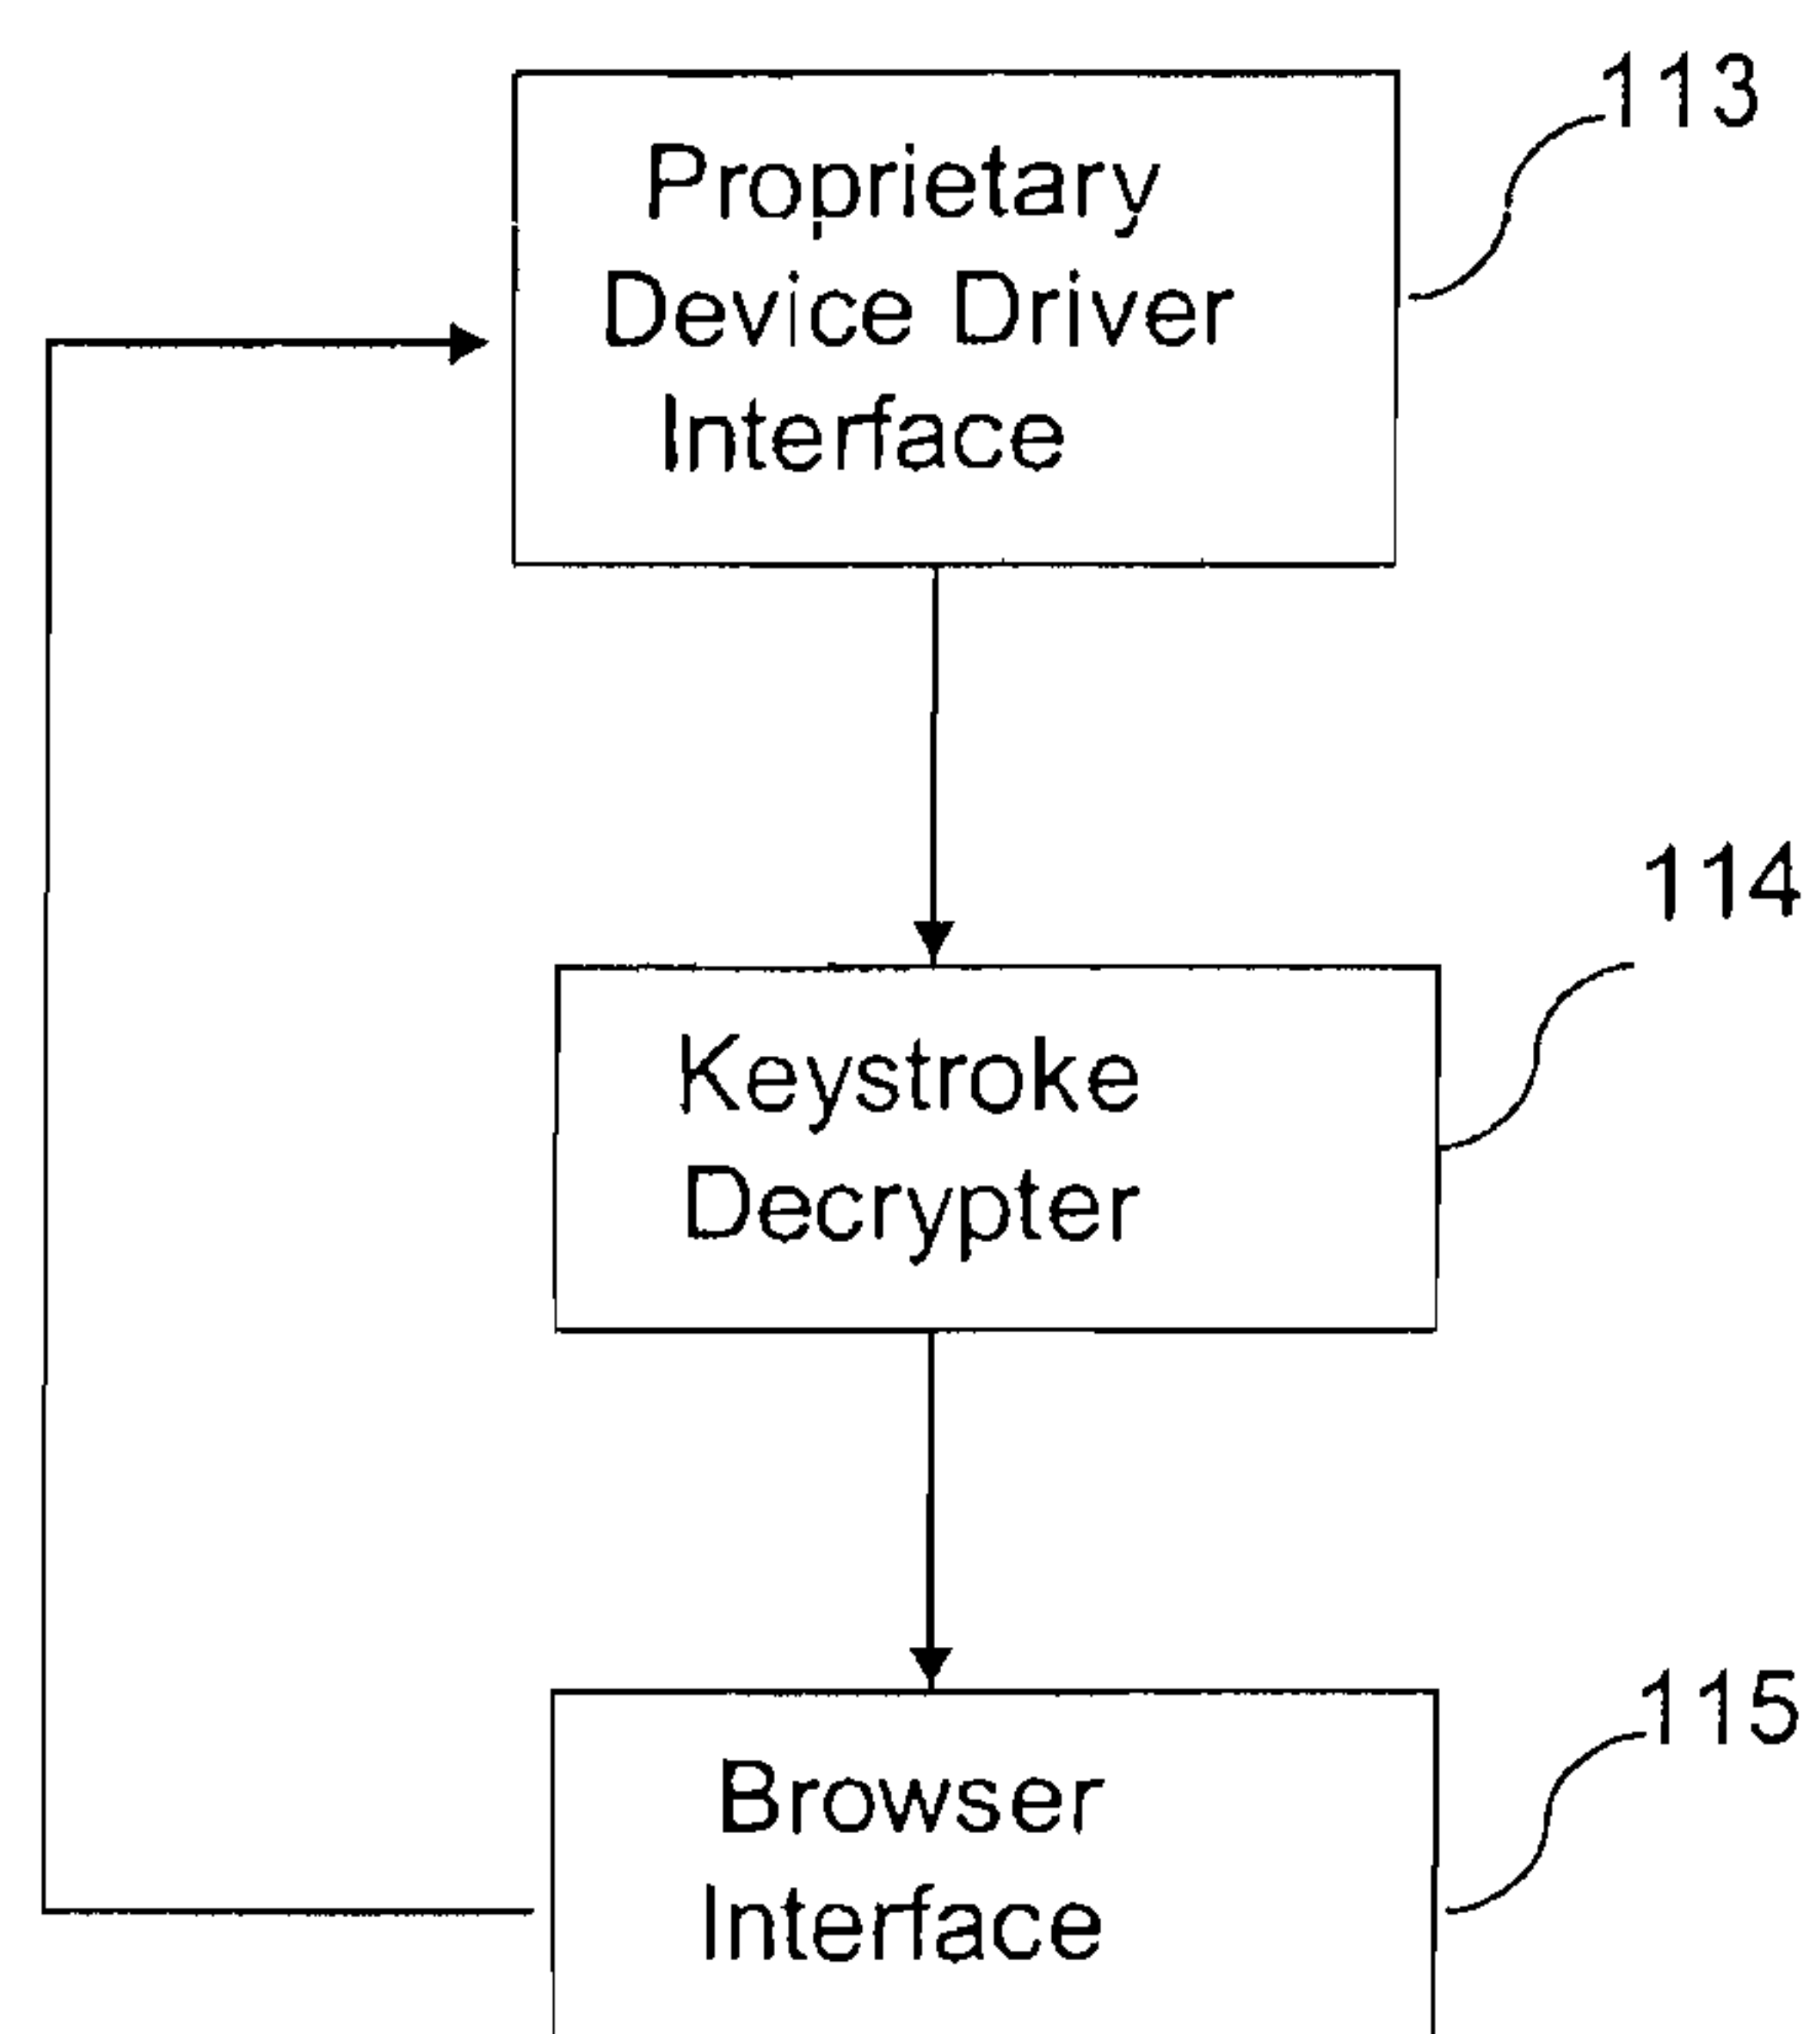 113
Proprietary
Device Driver
Interface
114
Keystroke
Decrypter
115
Browser
Interface